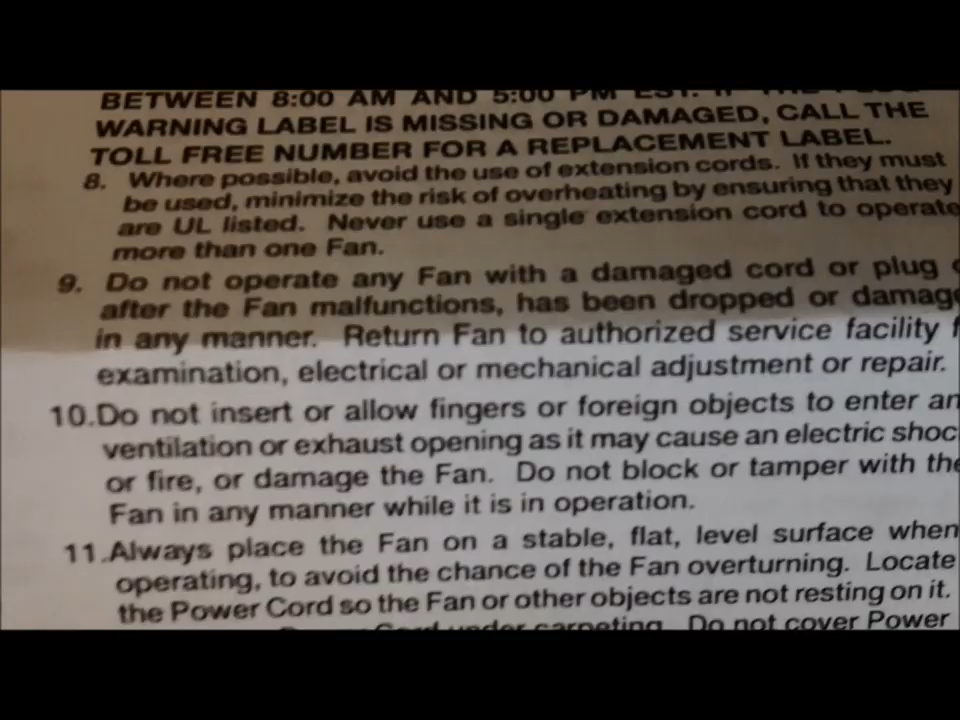 BETWEEN 8:00 AM AND 5:00 PM EST. IF THE PLUG
WARNING LABEL IS MISSING OR DAMAGED, CALL THE
TOLL FREE NUMBER FOR A REPLACEMENT LABEL.
8. Where possible, avoid the use of extension cords. If they must
be used, minimize the risk of overheating by ensuring that they
are UL listed. Never use a single extension cord to operate
more than one Fan.
9. Do not operate any Fan with a damaged cord or plug
after the Fan malfunctions, has been dropped or damage
in any manner. Return Fan to authorized service facility f
examination, electrical or mechanical adjustment or repair.
10.Do not insert or allow fingers or foreign objects to enter an
ventilation or exhaust opening as it may cause an electric shoc
or fire, or damage the Fan. Do not block or tamper with the
Fan in any manner while it is in operation.
11.Always place the Fan on a stable, flat, level surface when
operating, to avoid the chance of the Fan overturning. Locate
the Power Cord so the Fan or other objects are not resting on it.
Power Cord under carpeting. Do not cover Power